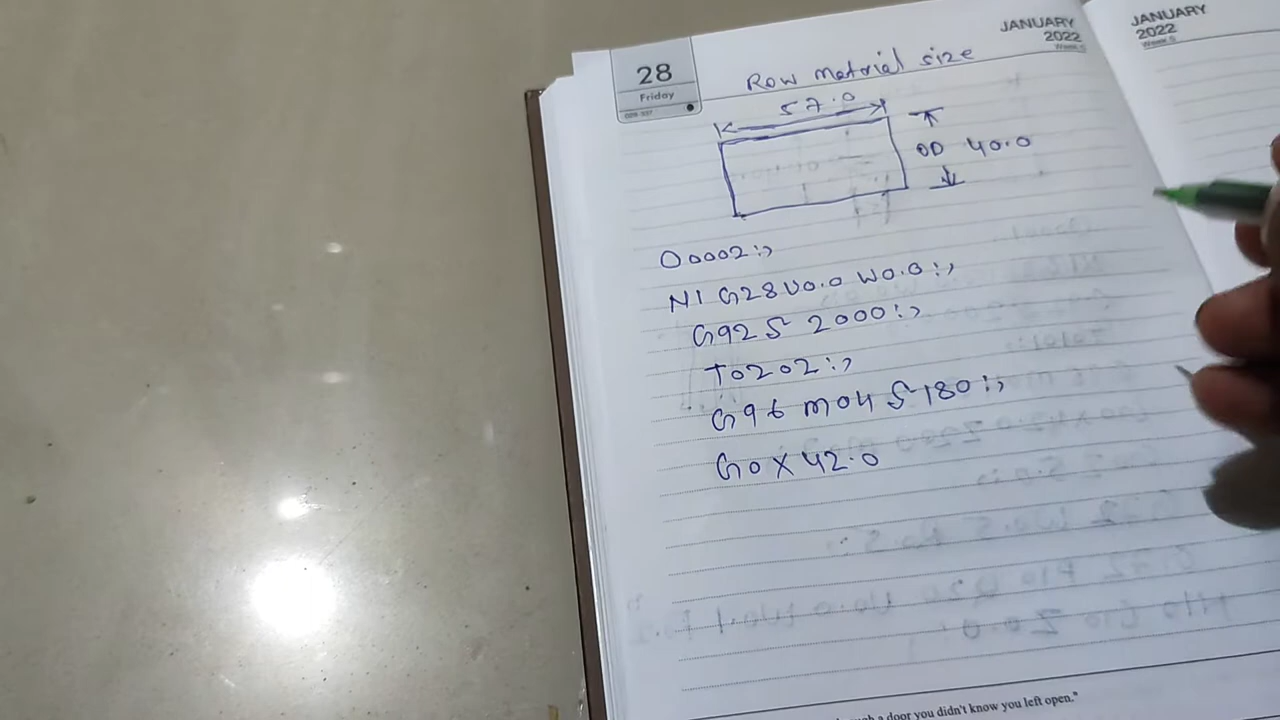 JANUARY
2022
28
Friday
Row matrial size
57.0
OD 40.0
O0002:,
N1 G28 U0.0 W0.0:,
G92 S 2000:,
T0202:,
G96 m04 S180:,
G0 X 42.0
a door you didn't know you left open."
JANUARY
2022